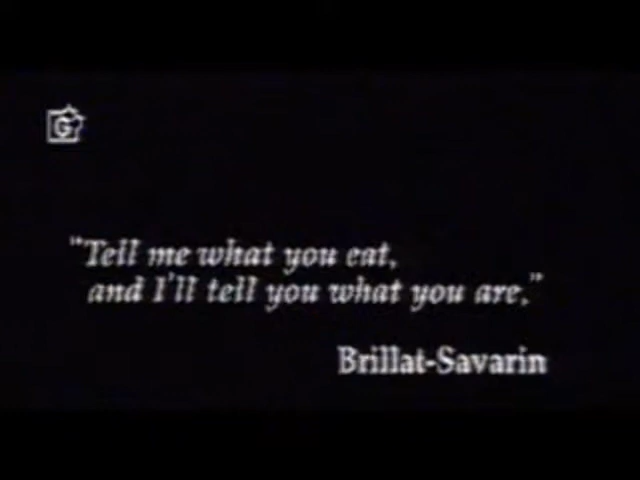 G
"Tell me what you eat,
and I'll tell you what you are."
Brillat-Savarin